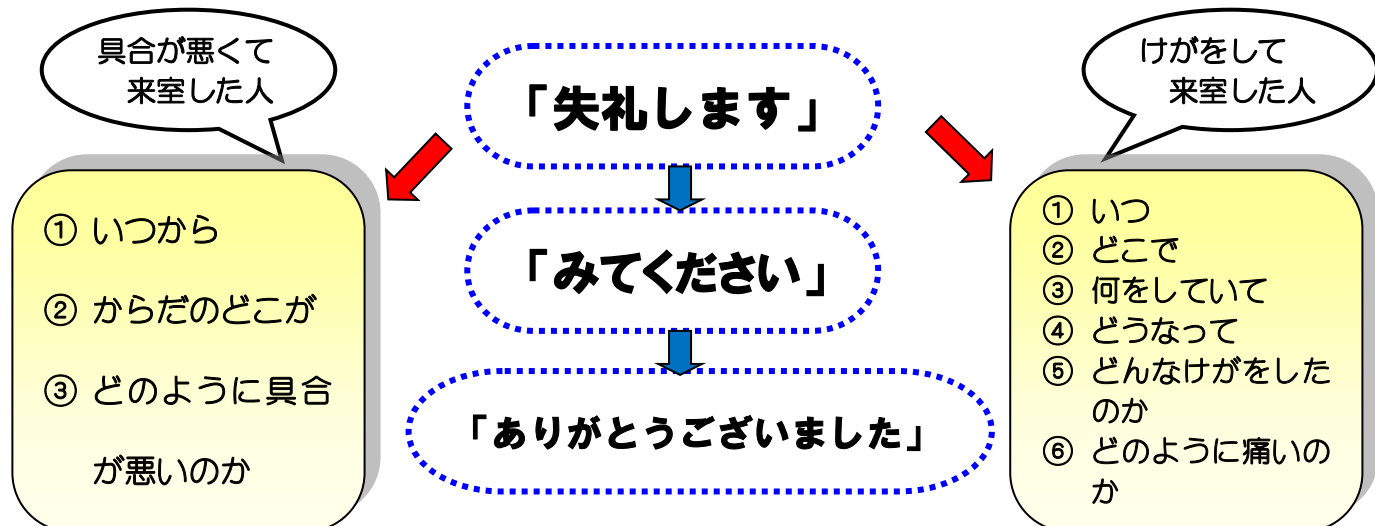 具合が悪くて
来室した人
① いつから
② からだのどこが
③ どのように具合
が悪いのか
「失礼します」
「みてください」
「ありがとうございました」
けがをして
来室した人
① いつ
② どこで
③ 何をしていて
④ どうなって
⑤ どんなけがをした
のか
⑥ どのように痛いの
か